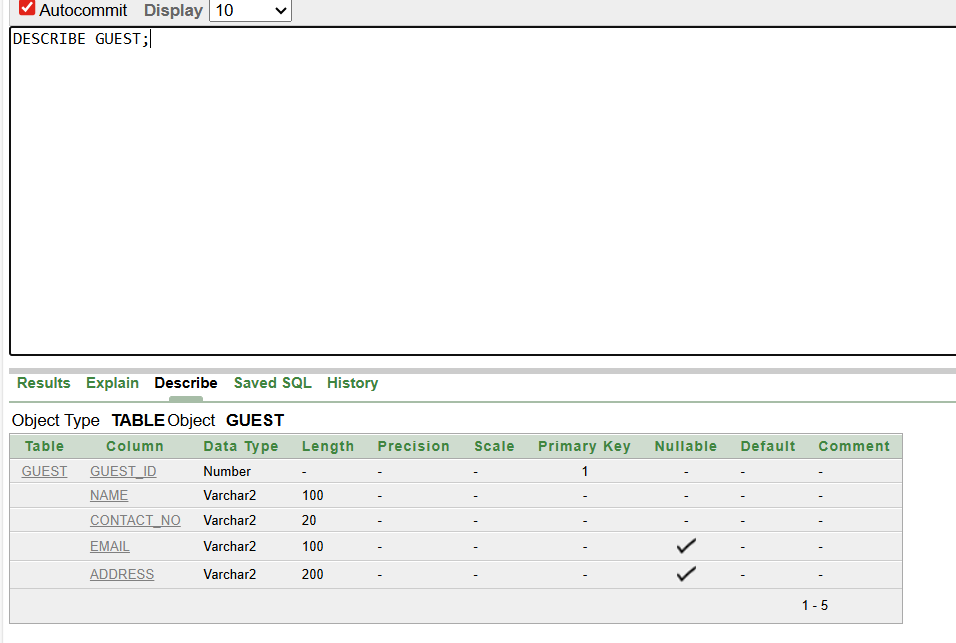 Autocommit Display 10
DESCRIBE GUEST;
Results Explain Describe Saved SQL History
Object Type TABLE Object GUEST
Table Column Data Type Length Precision Scale Primary Key Nullable Default Comment
GUEST GUEST_ID Number - - - 1 - - -
NAME Varchar2 100 - - - - - -
CONTACT_NO Varchar2 20 - - - - - -
EMAIL Varchar2 100 - - - ✓ - -
ADDRESS Varchar2 200 - - - ✓ - -
1 - 5